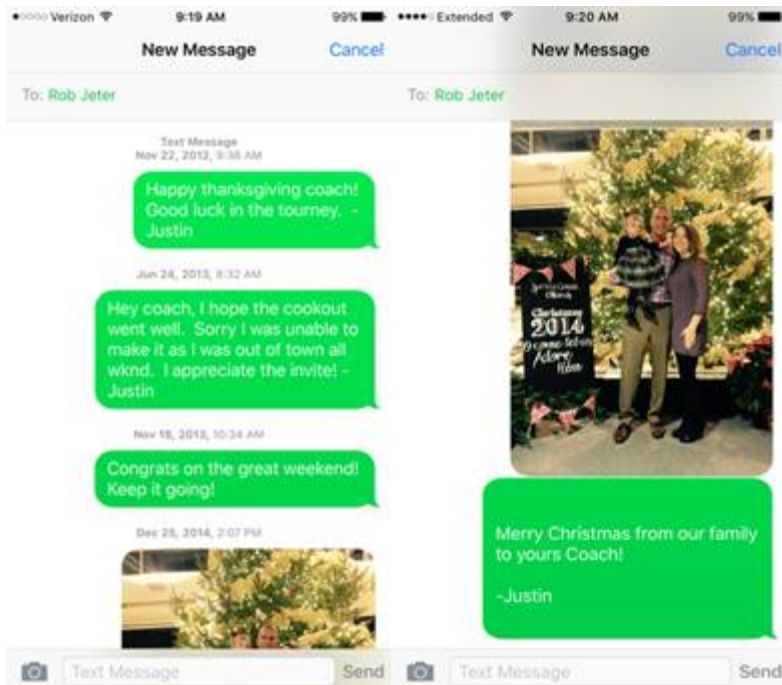 Verizon
9:19 AM
99%
New Message
Cancel
To: Rob Jeter
Text Message
Nov 22, 2012, 9:38 AM
Happy thanksgiving coach!
Good luck in the tourney. -
Justin
Jun 24, 2013, 8:32 AM
Hey coach, I hope the cookout
went well. Sorry I was unable to
make it as I was out of town all
wknd. I appreciate the invite! -
Justin
Nov 18, 2013, 10:34 AM
Congrats on the great weekend!
Keep it going!
Dec 25, 2014, 2:07 PM
Text Message
Send
Extended
9:20 AM
99%
New Message
Cancel
To: Rob Jeter
Christmas
2014
O come let us
Adore
Him
Merry Christmas from our family
to yours Coach!
-Justin
Text Message
Send